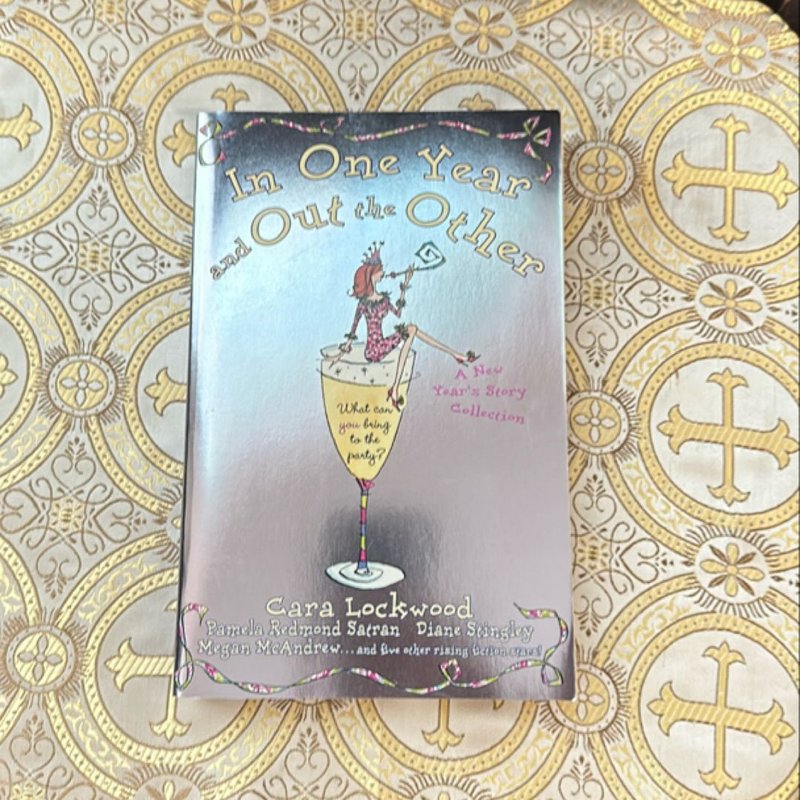 In One Year
and Out the Other
A New
Year's Story
Collection
What can
you bring
to the
party?
Cara Lockwood
Pamela Redmond Satran Diane Stingley
Megan McAndrew...and five other rising fiction stars!